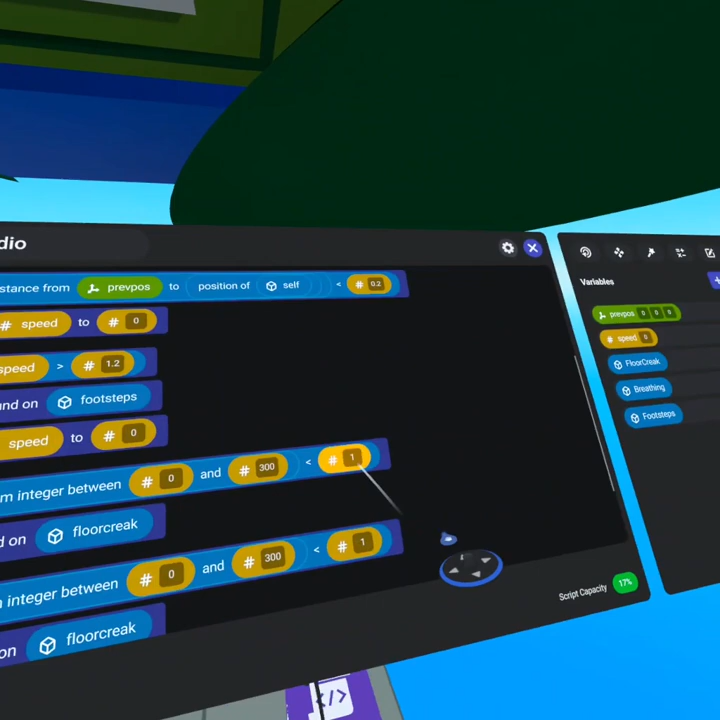 dio
stance from prevpos to position of self < # 0.2
# speed to # 0
speed > # 1.2
und on footsteps
speed to # 0
m integer between # 0 and # 300 < # 1
d on floorcreak
m integer between # 0 and # 300 < # 1
on floorcreak
Variables
prevpos 0 0 0
# speed 0
FloorCreak
Breathing
Footsteps
Script Capacity 17%
</>